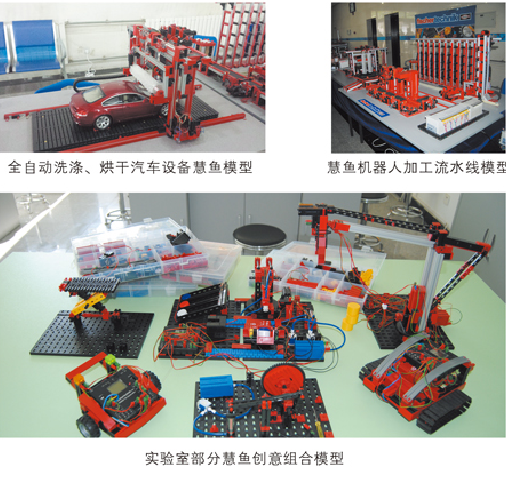 全自动洗涤、烘干汽车设备慧鱼模型
慧鱼机器人加工流水线模型
实验室部分慧鱼创意组合模型